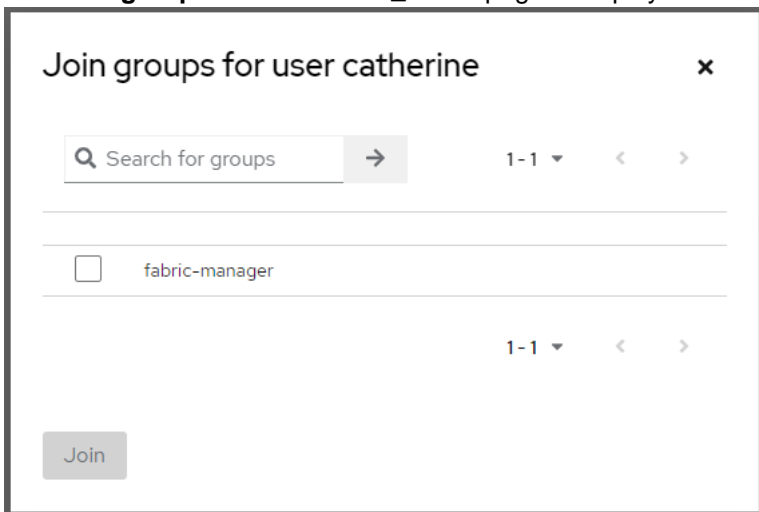 Join groups for user catherine
Search for groups
1-1
fabric-manager
1-1
Join